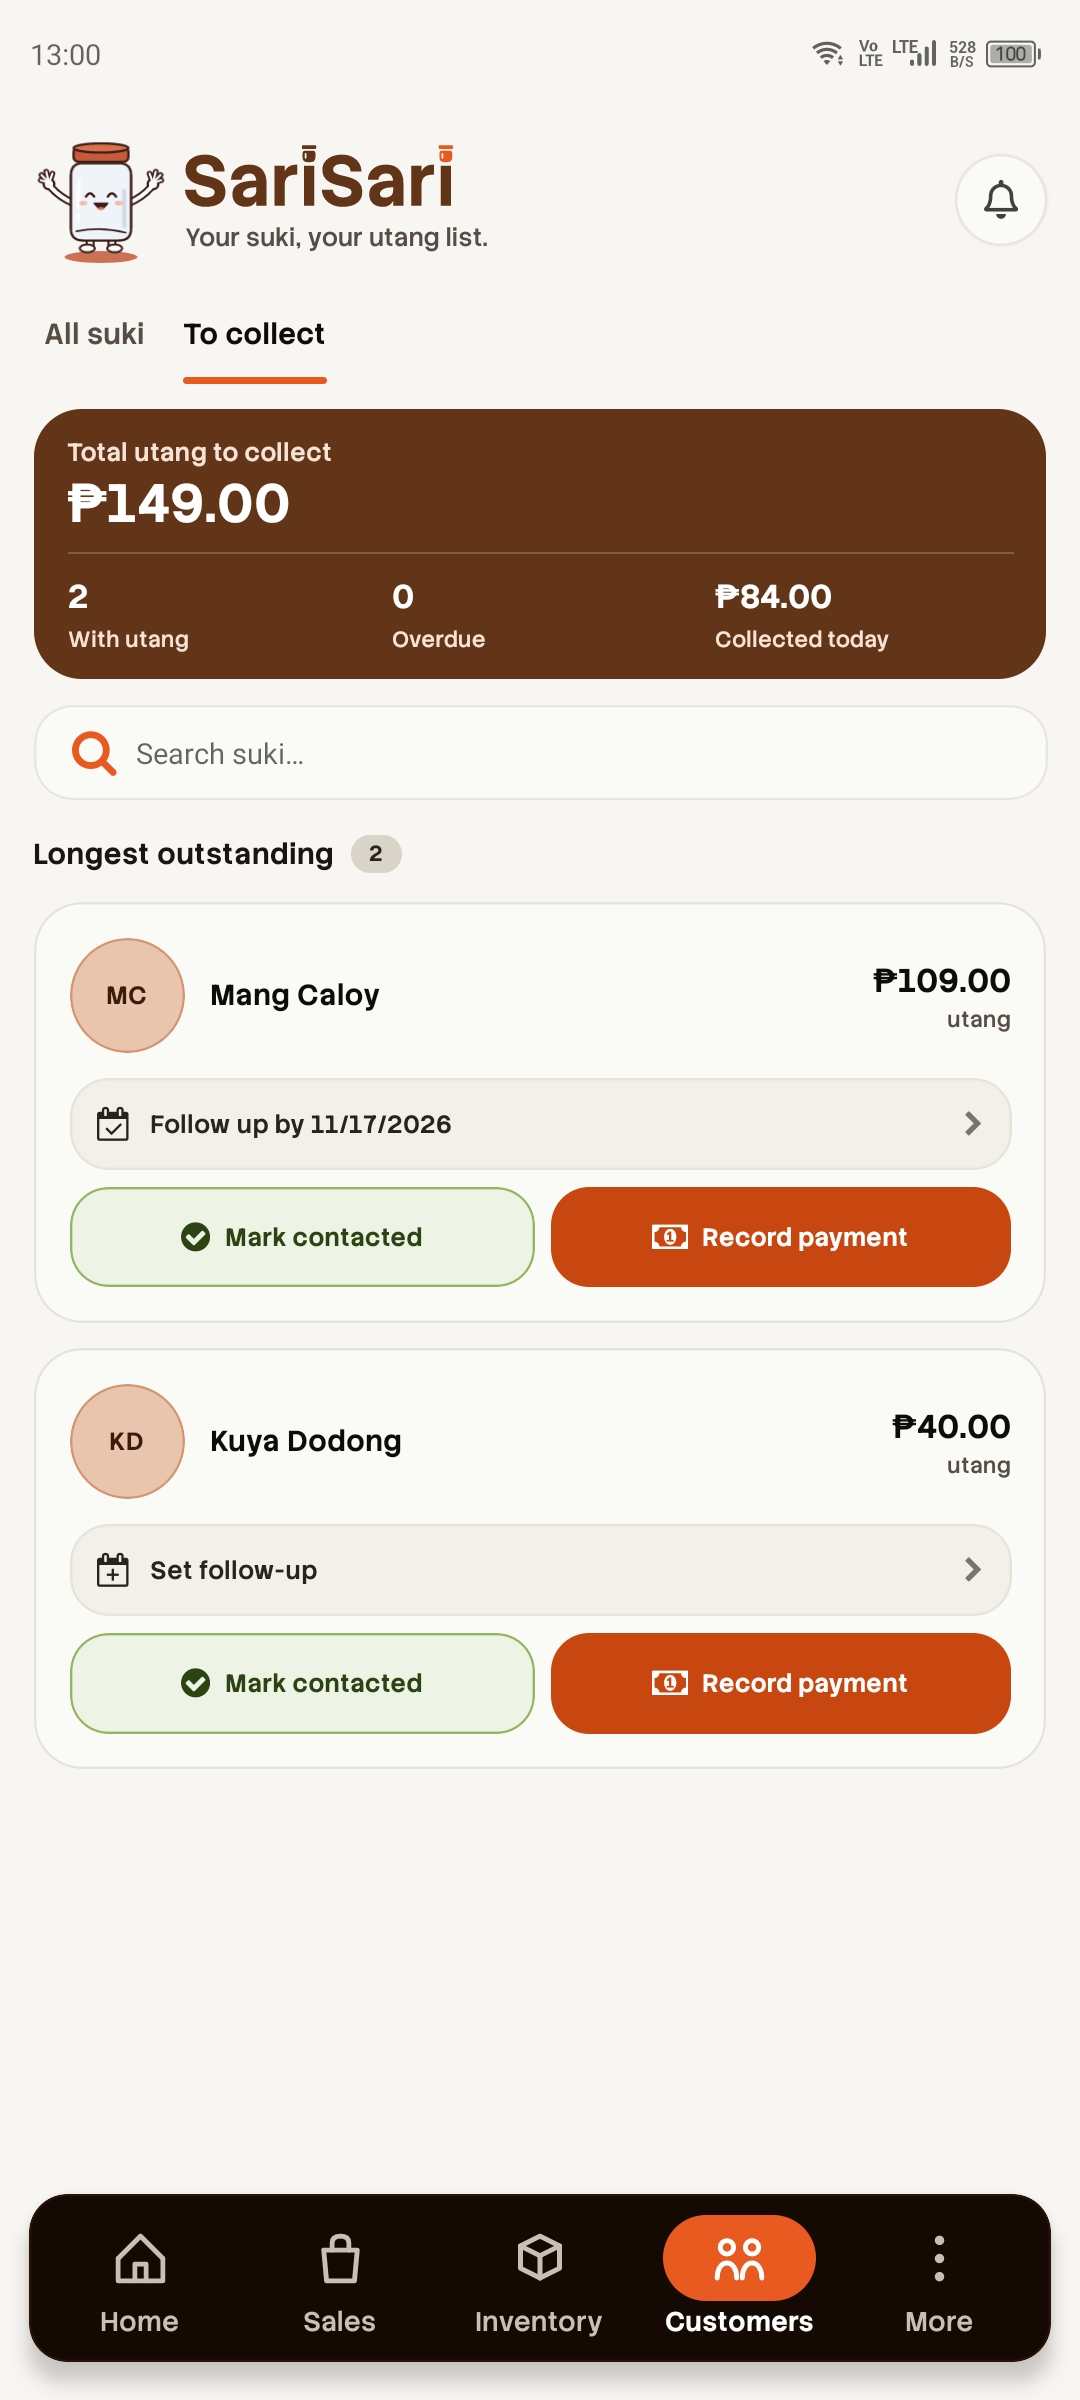 13:00
Vo LTE
LTE
528 B/S
100
SariSari
Your suki, your utang list.
All suki
To collect
Total utang to collect
₱149.00
2
0
₱84.00
With utang
Overdue
Collected today
Search suki...
Longest outstanding 2
MC
Mang Caloy
₱109.00
utang
Follow up by 11/17/2026
Mark contacted
Record payment
KD
Kuya Dodong
₱40.00
utang
Set follow-up
Mark contacted
Record payment
Home
Sales
Inventory
Customers
More